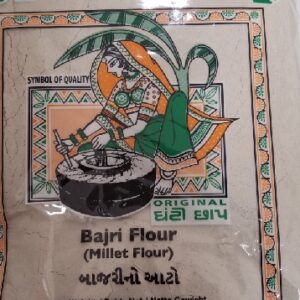 SYMBOL OF QUALITY
ORIGINAL
ઘંટી છાપ
Bajri Flour
(Millet Flour)
બાજરીનો આટો